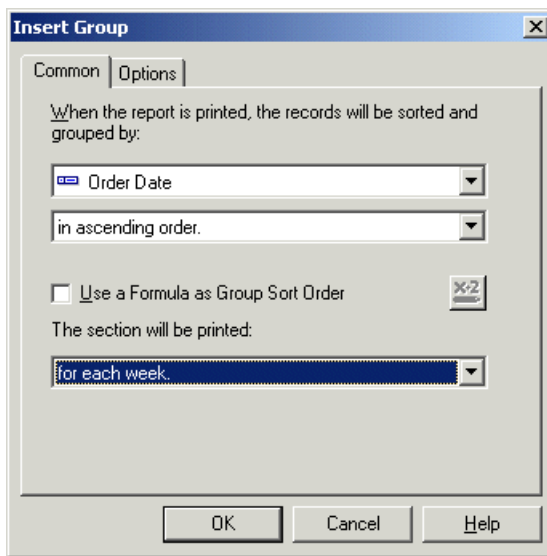 Insert Group
Common
Options
When the report is printed, the records will be sorted and
grouped by:
Order Date
in ascending order.
Use a Formula as Group Sort Order
X+2
The section will be printed:
for each week.
OK
Cancel
Help